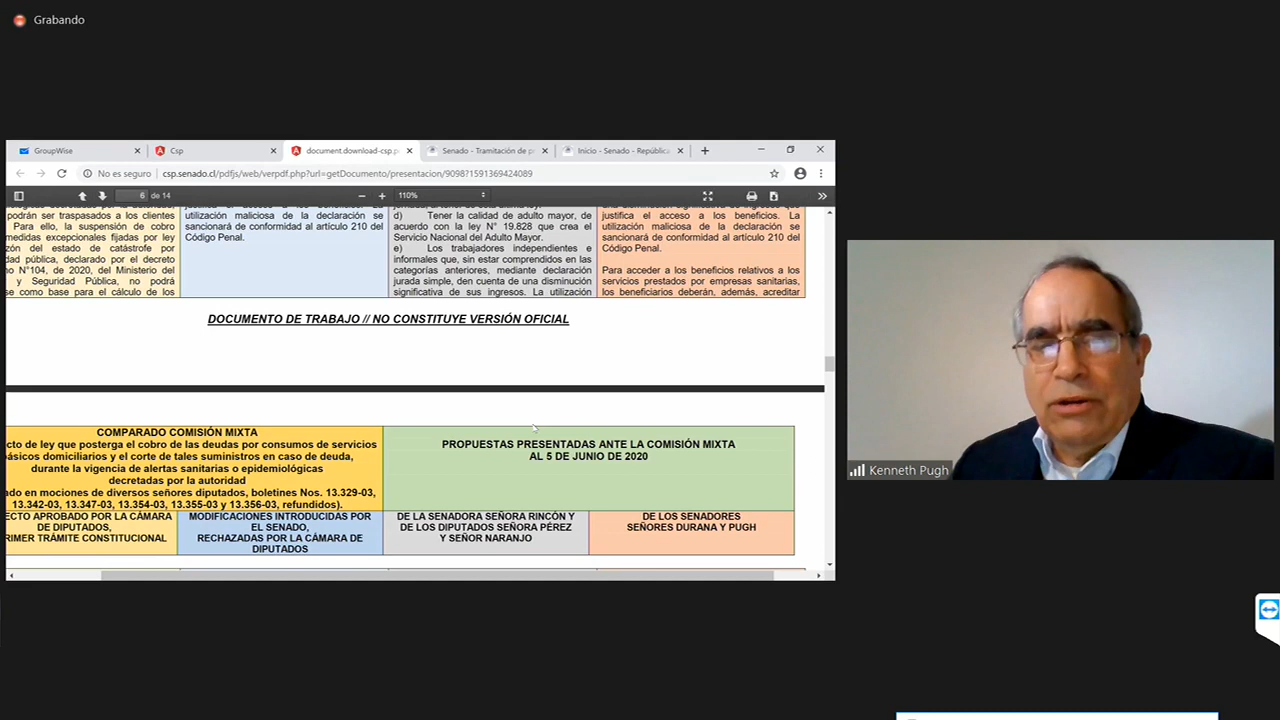 Grabando
GroupWise
Csp
document.download-csp.p
Senado - Tramitación de p
Inicio - Senado - República
No es seguro | csp.senado.cl/pdfjs/web/verpdf.php?url=getDocumento/presentacion/9098?1591369424089
6 de 14
110%
podrán ser traspasados a los clientes
Para ello, la suspensión de cobro
medidas excepcionales fijadas por ley
zón del estado de catástrofe por
dad pública, declarado por el decreto
no N°104, de 2020, del Ministerio del
y Seguridad Pública, no podrá
se como base para el cálculo de los
utilización maliciosa de la declaración se
sancionará de conformidad al artículo 210 del
Código Penal.
d) Tener la calidad de adulto mayor, de
acuerdo con la ley N° 19.828 que crea el
Servicio Nacional del Adulto Mayor.
e) Los trabajadores independientes e
informales que, sin estar comprendidos en las
categorías anteriores, mediante declaración
jurada simple, den cuenta de una disminución
significativa de sus ingresos. La utilización
justifica el acceso a los beneficios. La
utilización maliciosa de la declaración se
sancionará de conformidad al artículo 210 del
Código Penal.
Para acceder a los beneficios relativos a los
servicios prestados por empresas sanitarias,
los beneficiarios deberán, además, acreditar
DOCUMENTO DE TRABAJO // NO CONSTITUYE VERSIÓN OFICIAL
COMPARADO COMISIÓN MIXTA
cto de ley que posterga el cobro de las deudas por consumos de servicios
básicos domiciliarios y el corte de tales suministros en caso de deuda,
durante la vigencia de alertas sanitarias o epidemiológicas
decretadas por la autoridad
ado en mociones de diversos señores diputados, boletines Nos. 13.329-03,
13.342-03, 13.347-03, 13.354-03, 13.355-03 y 13.356-03, refundidos).
PROPUESTAS PRESENTADAS ANTE LA COMISIÓN MIXTA
AL 5 DE JUNIO DE 2020
ECTO APROBADO POR LA CÁMARA
DE DIPUTADOS,
RIMER TRÁMITE CONSTITUCIONAL
MODIFICACIONES INTRODUCIDAS POR
EL SENADO,
RECHAZADAS POR LA CÁMARA DE
DIPUTADOS
DE LA SENADORA SEÑORA RINCÓN Y
DE LOS DIPUTADOS SEÑORA PÉREZ
Y SEÑOR NARANJO
DE LOS SENADORES
SEÑORES DURANA Y PUGH
Kenneth Pugh